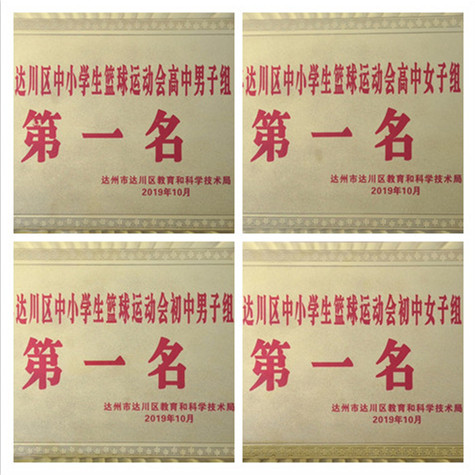 达川区中小学生篮球运动会高中男子组
第一名
达州市达川区教育和科学技术局
2019年10月
达川区中小学生篮球运动会高中女子组
第一名
达州市达川区教育和科学技术局
2019年10月
达川区中小学生篮球运动会初中男子组
第一名
达州市达川区教育和科学技术局
2019年10月
达川区中小学生篮球运动会初中女子组
第一名
达州市达川区教育和科学技术局
2019年10月